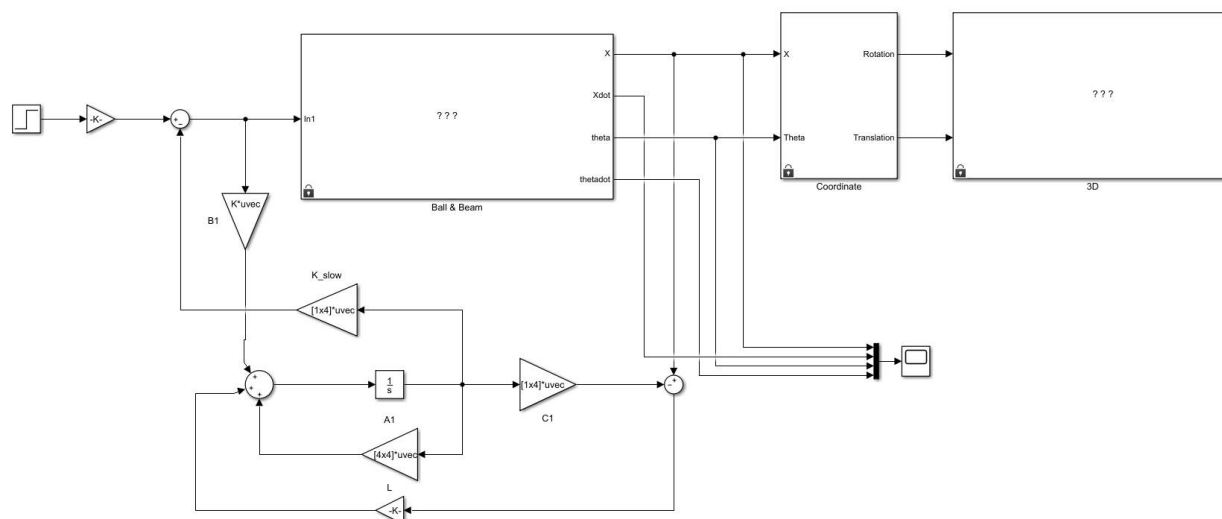 X
Xdot
theta
thetadot
In1
? ? ?
Ball & Beam
X
Theta
Rotation
Translation
Coordinate
? ? ?
3D
-K-
+
−
K*uvec
B1
K_slow
[1x4]*uvec
+
+
+
1
s
[1x4]*uvec
C1
+
−
A1
[4x4]*uvec
L
-K-